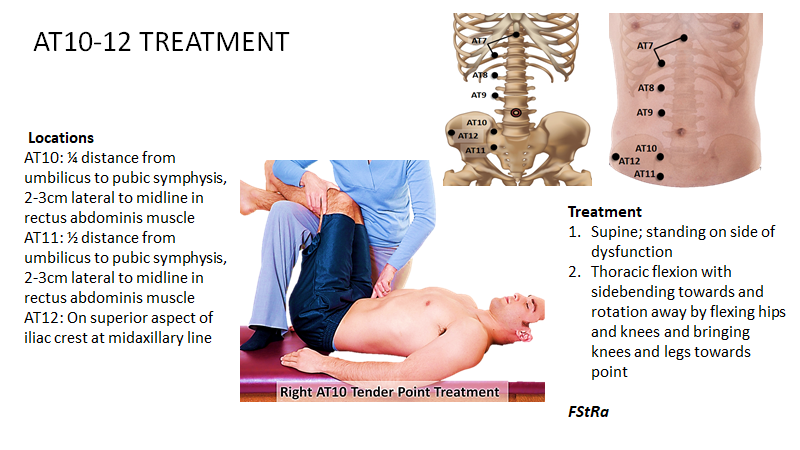 AT10-12 TREATMENT
Locations
AT10: ¼ distance from
umbilicus to pubic symphysis,
2-3cm lateral to midline in
rectus abdominis muscle
AT11: ½ distance from
umbilicus to pubic symphysis,
2-3cm lateral to midline in
rectus abdominis muscle
AT12: On superior aspect of
iliac crest at midaxillary line
Right AT10 Tender Point Treatment
AT7
AT8
AT9
AT10
AT12
AT11
AT7
AT8
AT9
AT10
AT12
AT11
Treatment
1. Supine; standing on side of
dysfunction
2. Thoracic flexion with
sidebending towards and
rotation away by flexing hips
and knees and bringing
knees and legs towards
point
FStRa